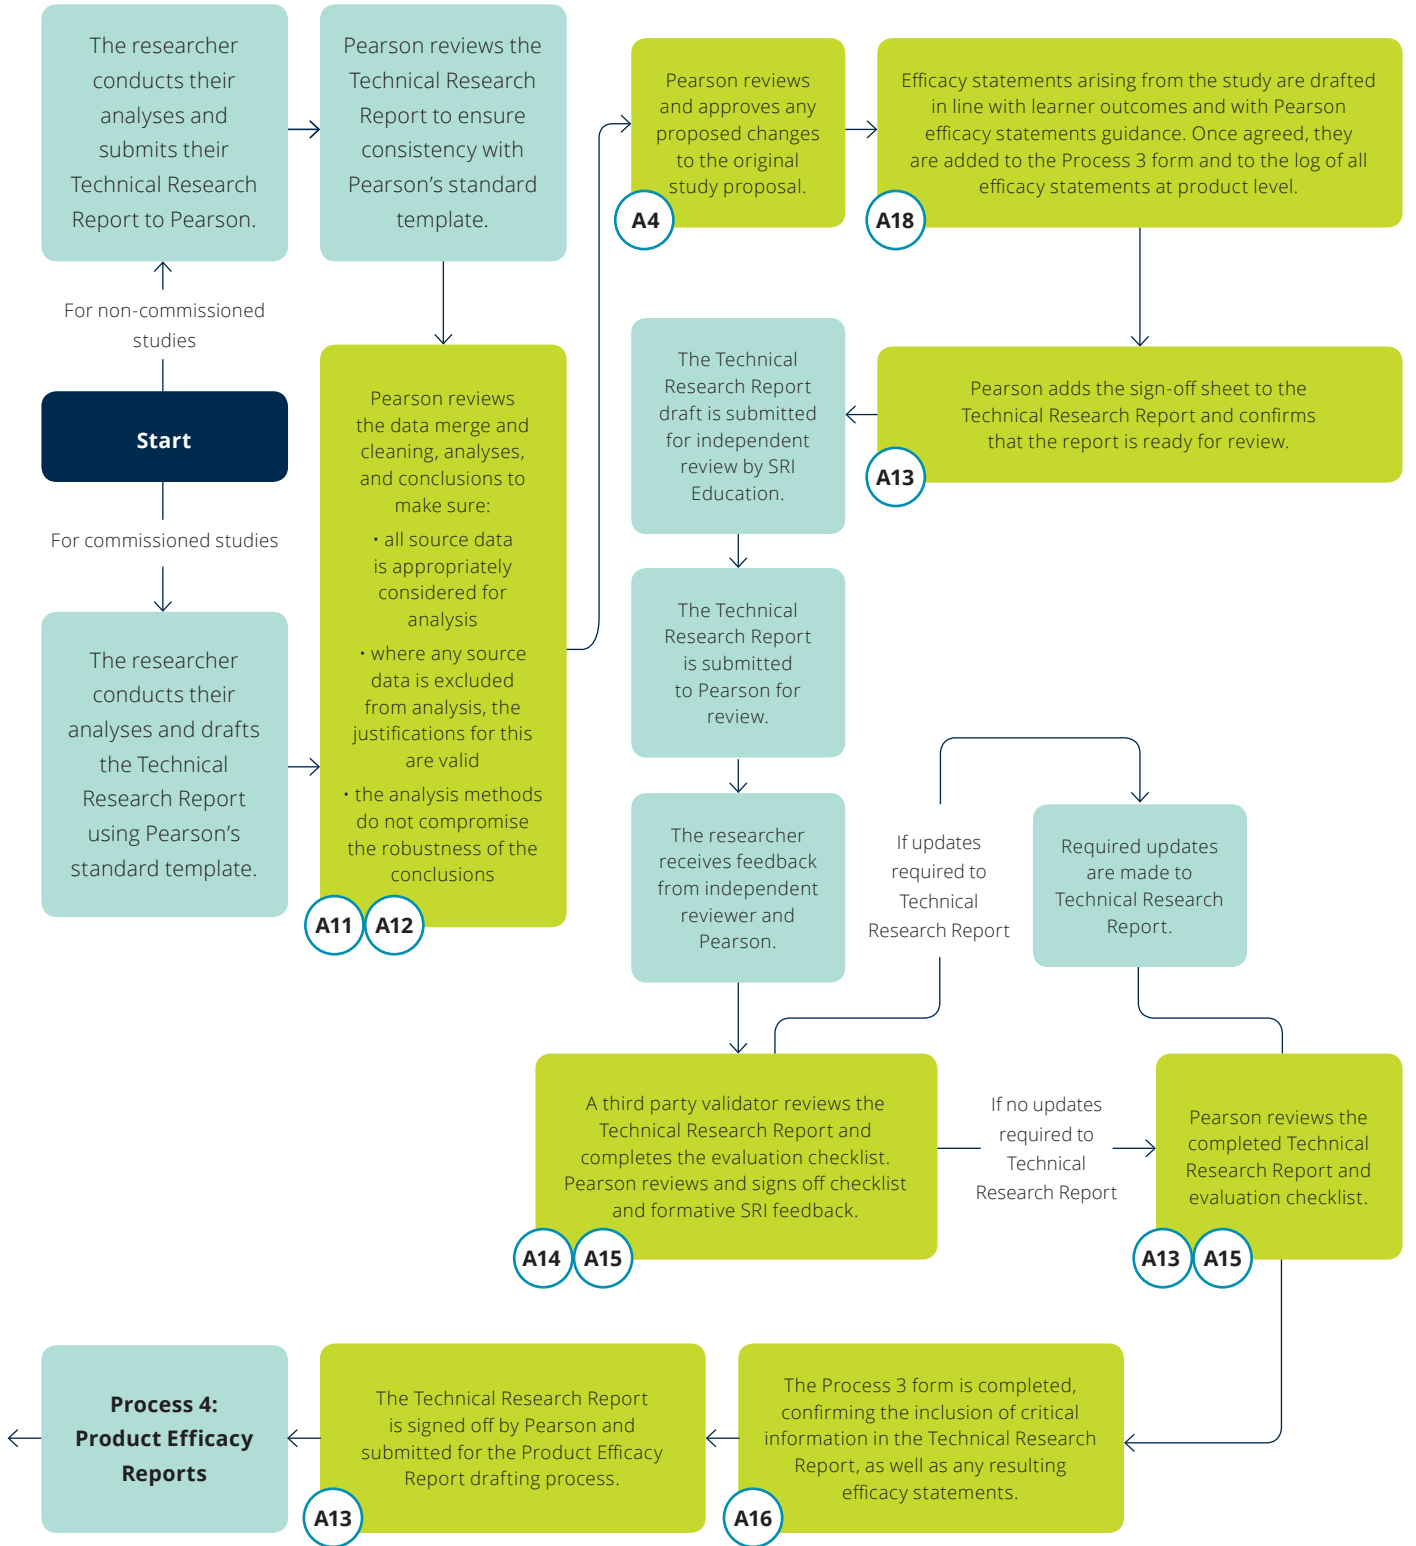 The researcher
conducts their
analyses and
submits their
Technical Research
Report to Pearson.
Pearson reviews the
Technical Research
Report to ensure
consistency with
Pearson’s standard
template.
For non-commissioned
studies
Start
For commissioned studies
The researcher
conducts their
analyses and drafts
the Technical
Research Report
using Pearson’s
standard template.
Pearson reviews
the data merge and
cleaning, analyses,
and conclusions to
make sure:
• all source data
is appropriately
considered for
analysis
• where any source
data is excluded
from analysis, the
justifications for this
are valid
• the analysis methods
do not compromise
the robustness of the
conclusions
A11
A12
Pearson reviews
and approves any
proposed changes
to the original
study proposal.
A4
Efficacy statements arising from the study are drafted
in line with learner outcomes and with Pearson
efficacy statements guidance. Once agreed, they
are added to the Process 3 form and to the log of all
efficacy statements at product level.
A18
Pearson adds the sign-off sheet to the
Technical Research Report and confirms
that the report is ready for review.
A13
The Technical
Research Report
draft is submitted
for independent
review by SRI
Education.
The Technical
Research Report
is submitted
to Pearson for
review.
The researcher
receives feedback
from independent
reviewer and
Pearson.
A third party validator reviews the
Technical Research Report and
completes the evaluation checklist.
Pearson reviews and signs off checklist
and formative SRI feedback.
A14
A15
If updates
required to
Technical
Research Report
Required updates
are made to
Technical Research
Report.
If no updates
required to
Technical
Research Report
Pearson reviews the
completed Technical
Research Report and
evaluation checklist.
A13
A15
The Process 3 form is completed,
confirming the inclusion of critical
information in the Technical Research
Report, as well as any resulting
efficacy statements.
A16
The Technical Research Report
is signed off by Pearson and
submitted for the Product Efficacy
Report drafting process.
A13
Process 4:
Product Efficacy
Reports